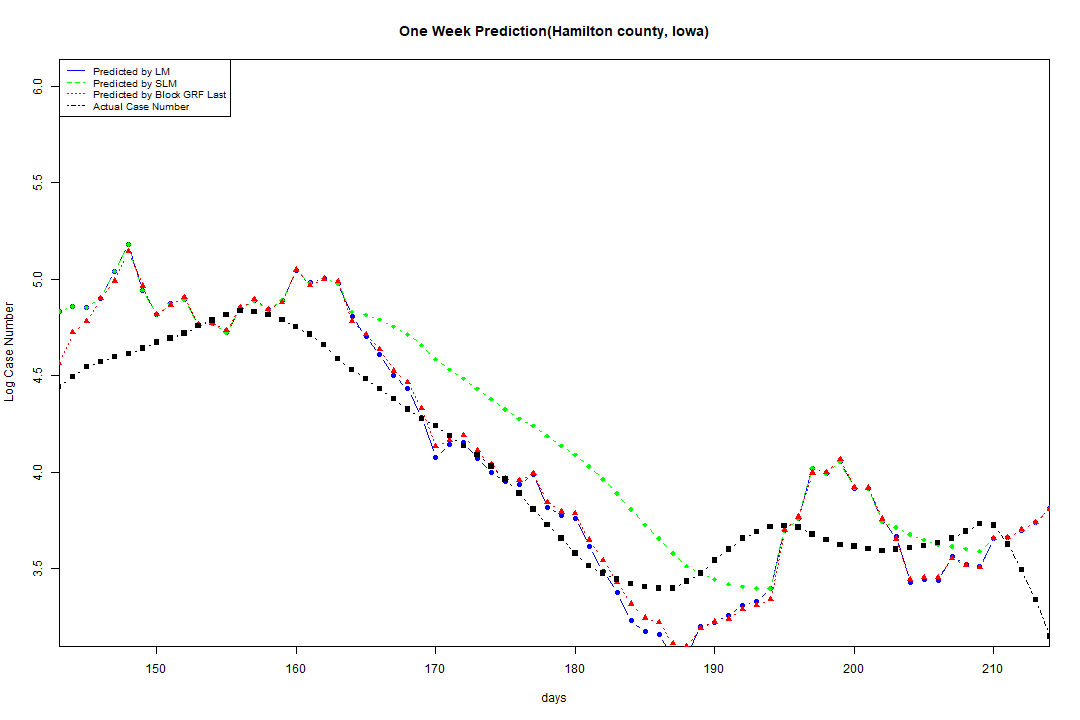 One Week Prediction(Hamilton county, Iowa)
Predicted by LM
Predicted by SLM
Predicted by Block GRF Last
Actual Case Number
6.0
5.5
5.0
4.5
4.0
3.5
Log Case Number
150 160 170 180 190 200 210
days